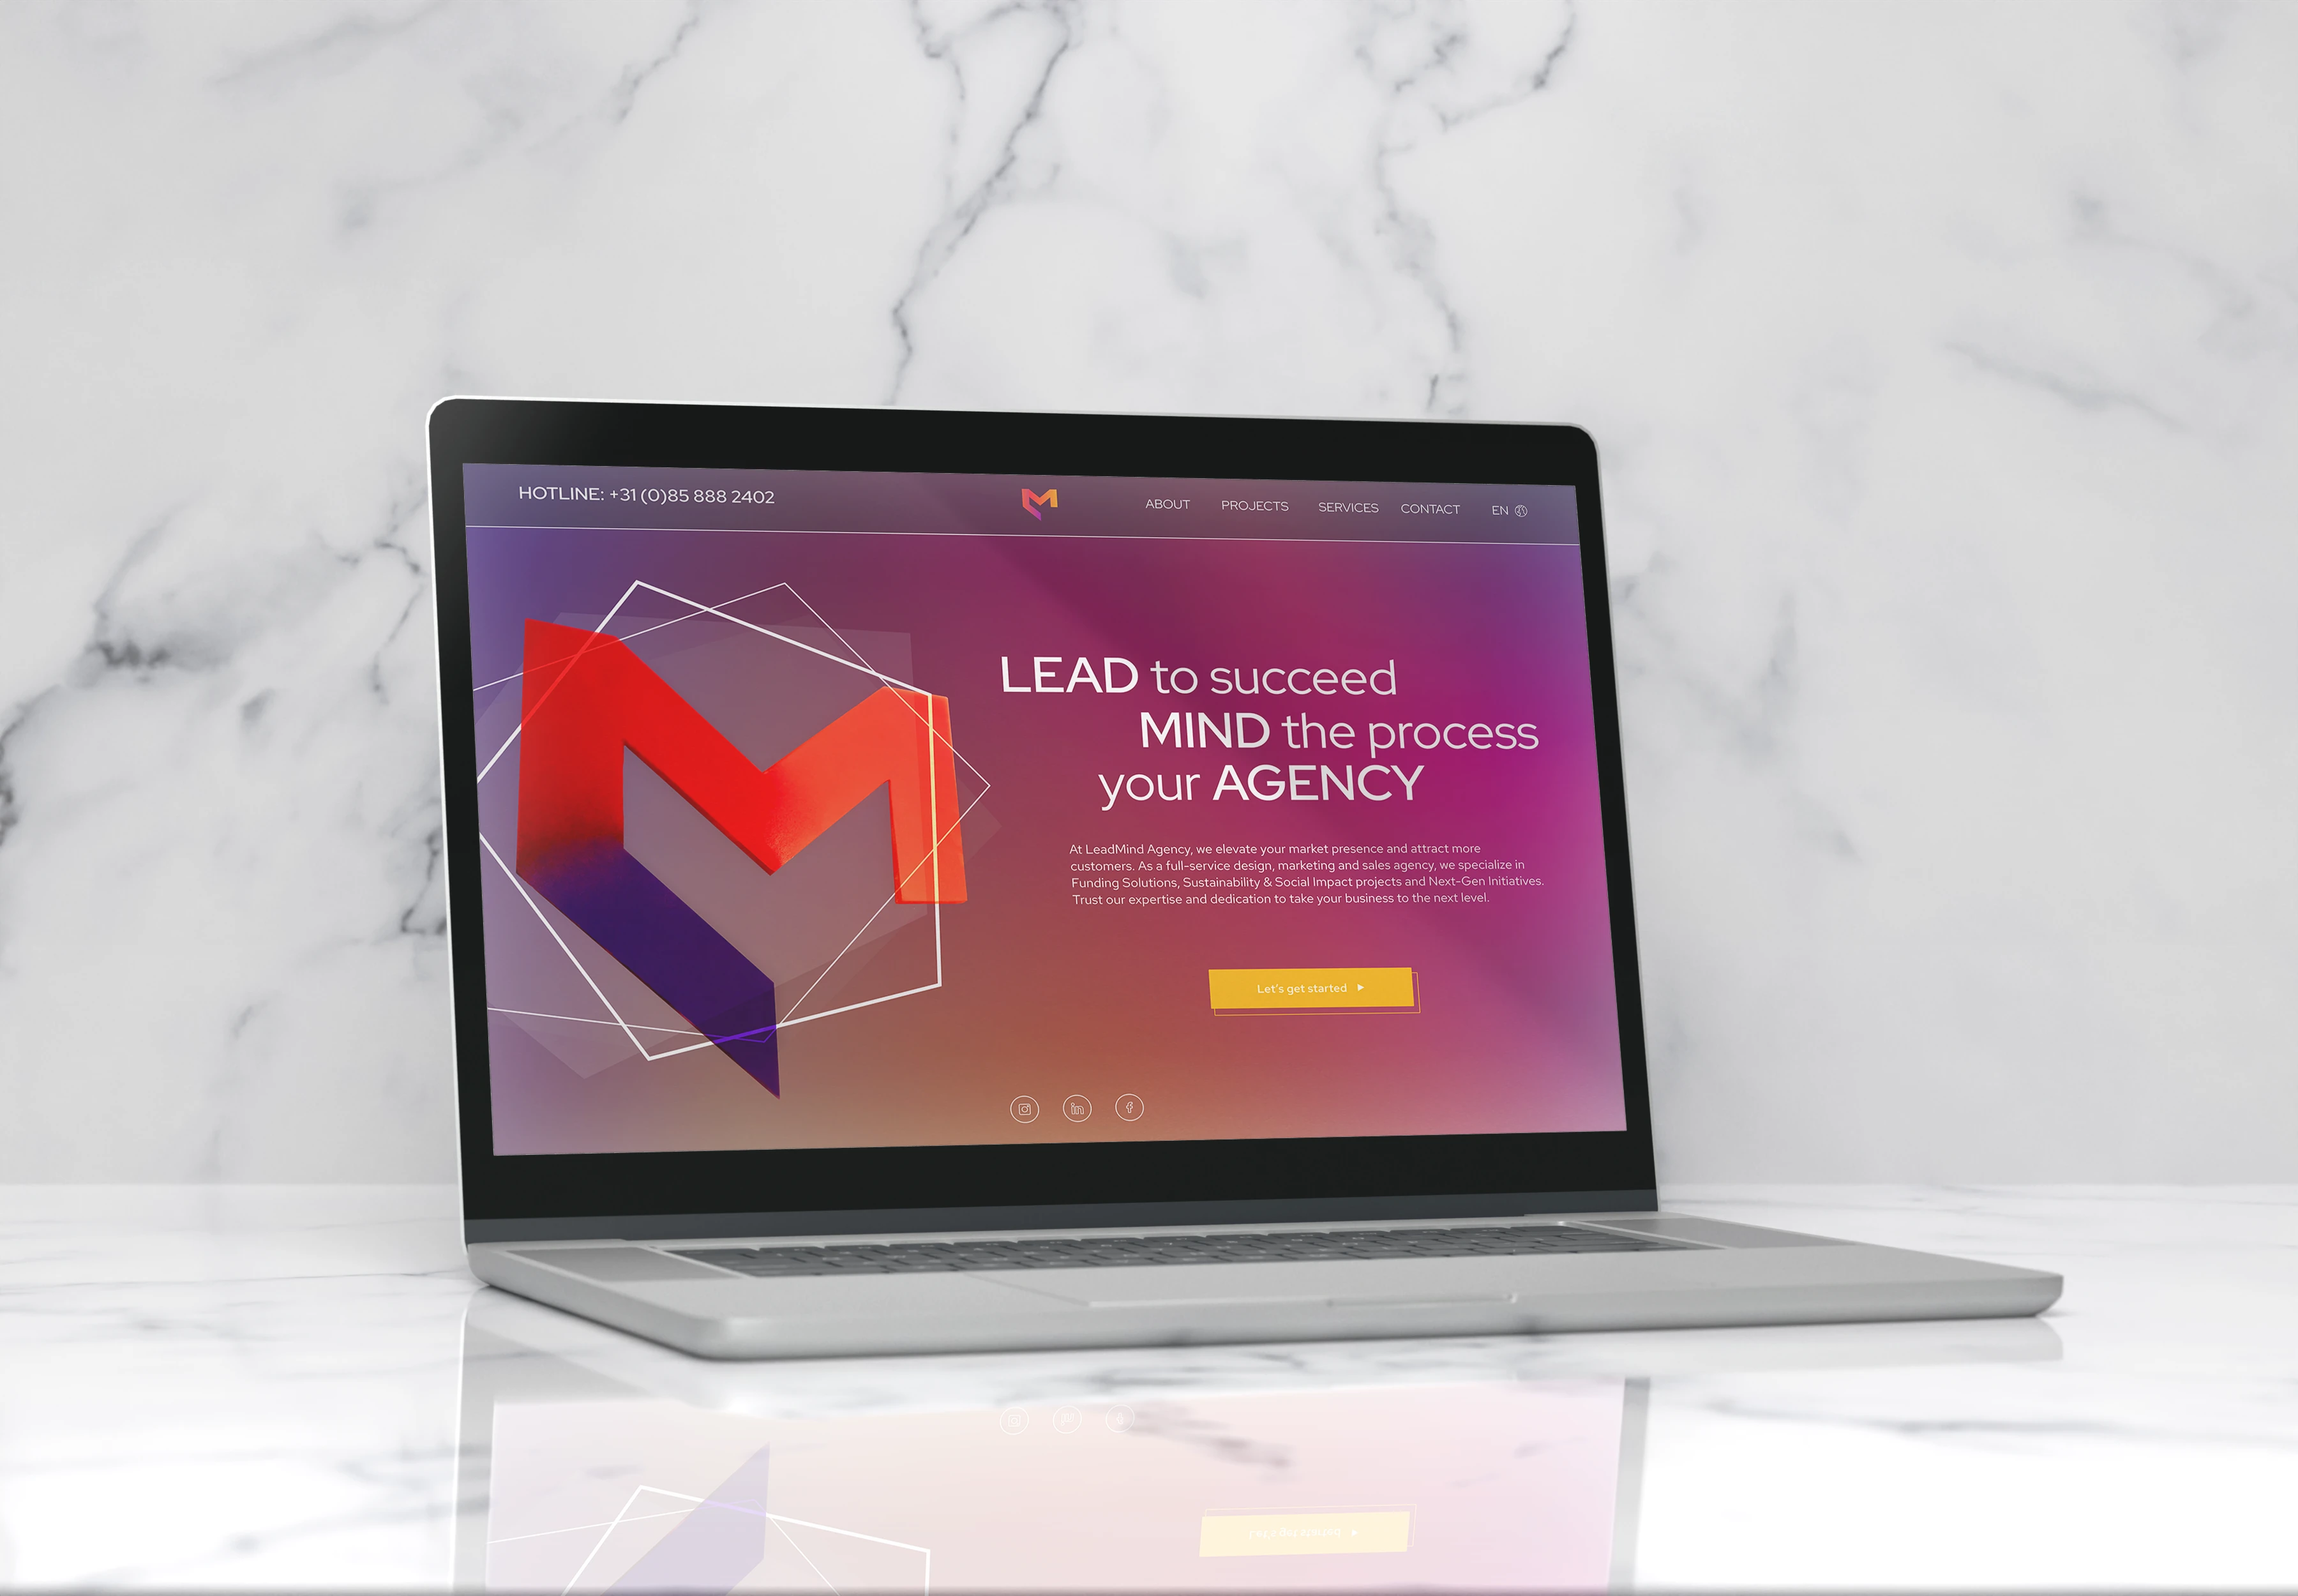 HOTLINE: +31 (0)85 888 2402
ABOUT PROJECTS SERVICES CONTACT EN
LEAD to succeed
MIND the process
your AGENCY
At LeadMind Agency, we elevate your market presence and attract more
customers. As a full-service design, marketing and sales agency, we specialize in
Funding Solutions, Sustainability & Social Impact projects and Next-Gen Initiatives.
Trust our expertise and dedication to take your business to the next level.
Let's get started
in
f